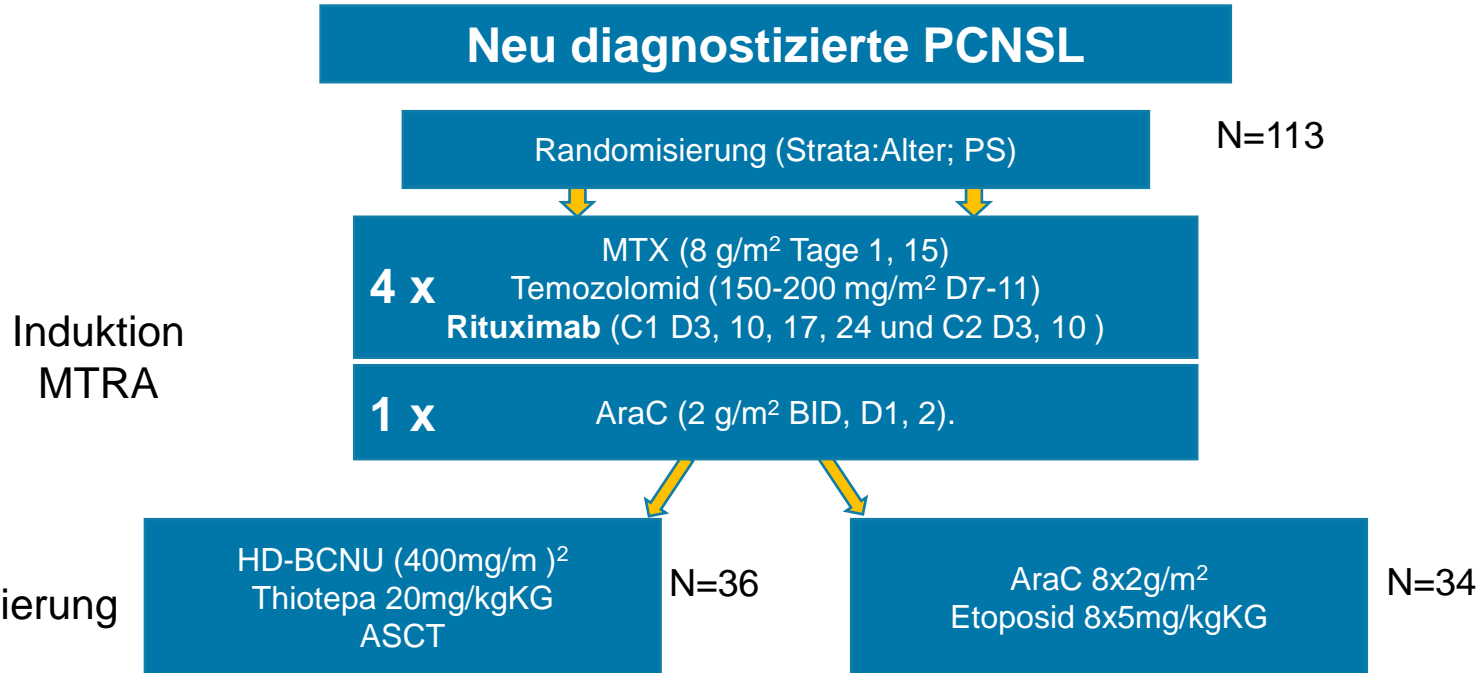 Neu diagnostizierte PCNSL
Randomisierung (Strata:Alter; PS)
N=113
4 x
MTX (8 g/m² Tage 1, 15)
Temozolomid (150-200 mg/m² D7-11)
Rituximab (C1 D3, 10, 17, 24 und C2 D3, 10 )
Induktion
MTRA
1 x
AraC (2 g/m² BID, D1, 2).
ierung
HD-BCNU (400mg/m )²
Thiotepa 20mg/kgKG
ASCT
N=36
AraC 8x2g/m²
Etoposid 8x5mg/kgKG
N=34